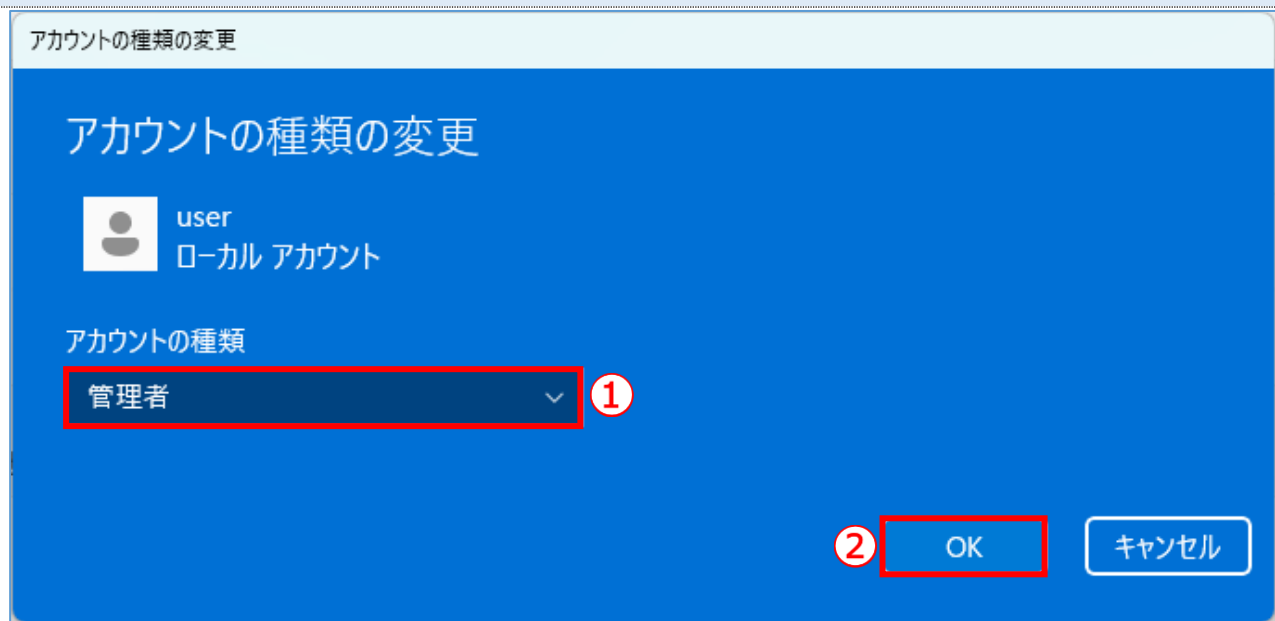 アカウントの種類の変更
アカウントの種類の変更
user
ローカル アカウント
アカウントの種類
管理者
①
②
OK
キャンセル